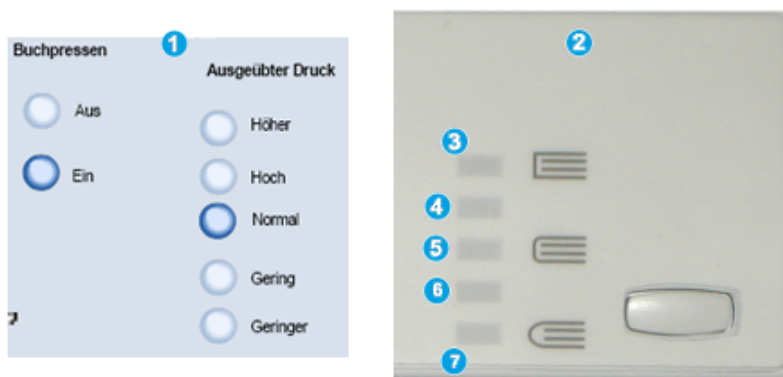 1
Buchpressen
Ausgeübter Druck
Aus
Ein
Höher
Hoch
Normal
Gering
Geringer
2
3
4
5
6
7